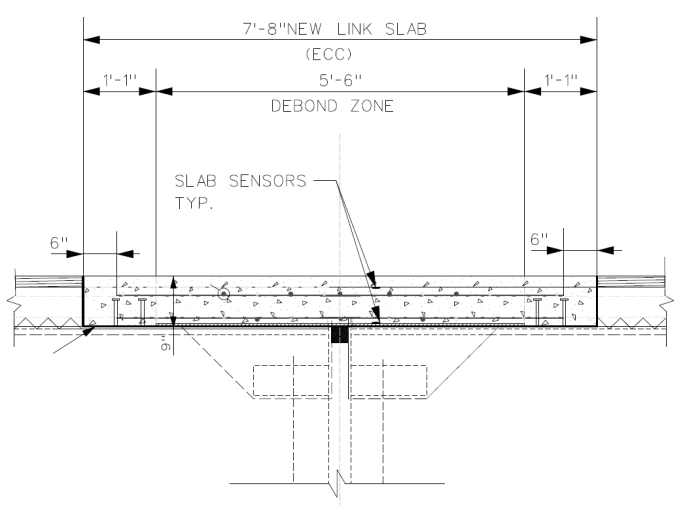 7'-8"NEW LINK SLAB
(ECC)
1'-1" 5'-6" 1'-1"
DEBOND ZONE
SLAB SENSORS
TYP.
6" 6"
9"